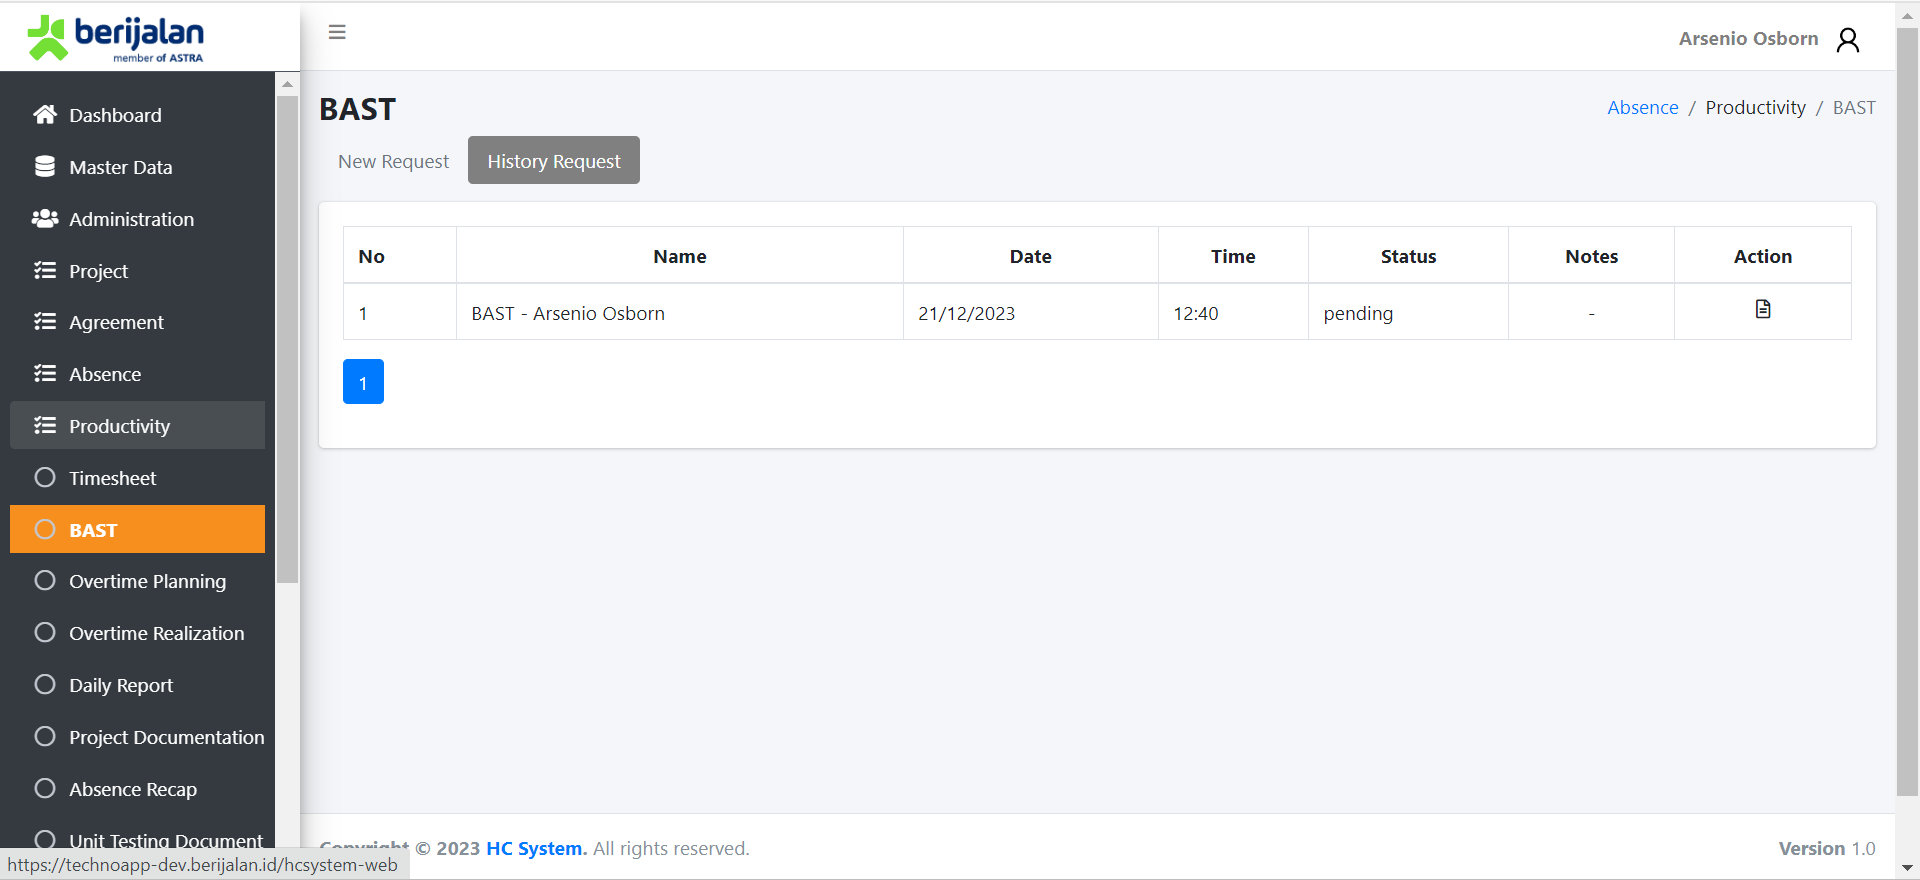 berijalan
member of ASTRA
Arsenio Osborn
Dashboard
Master Data
Administration
Project
Agreement
Absence
Productivity
Timesheet
BAST
Overtime Planning
Overtime Realization
Daily Report
Project Documentation
Absence Recap
Unit Testing Document
https://technoapp-dev.berijalan.id/hcsystem-web
BAST
Absence / Productivity / BAST
New Request History Request
No Name Date Time Status Notes Action
1 BAST - Arsenio Osborn 21/12/2023 12:40 pending -
1
Copyright © 2023 HC System. All rights reserved.
Version 1.0